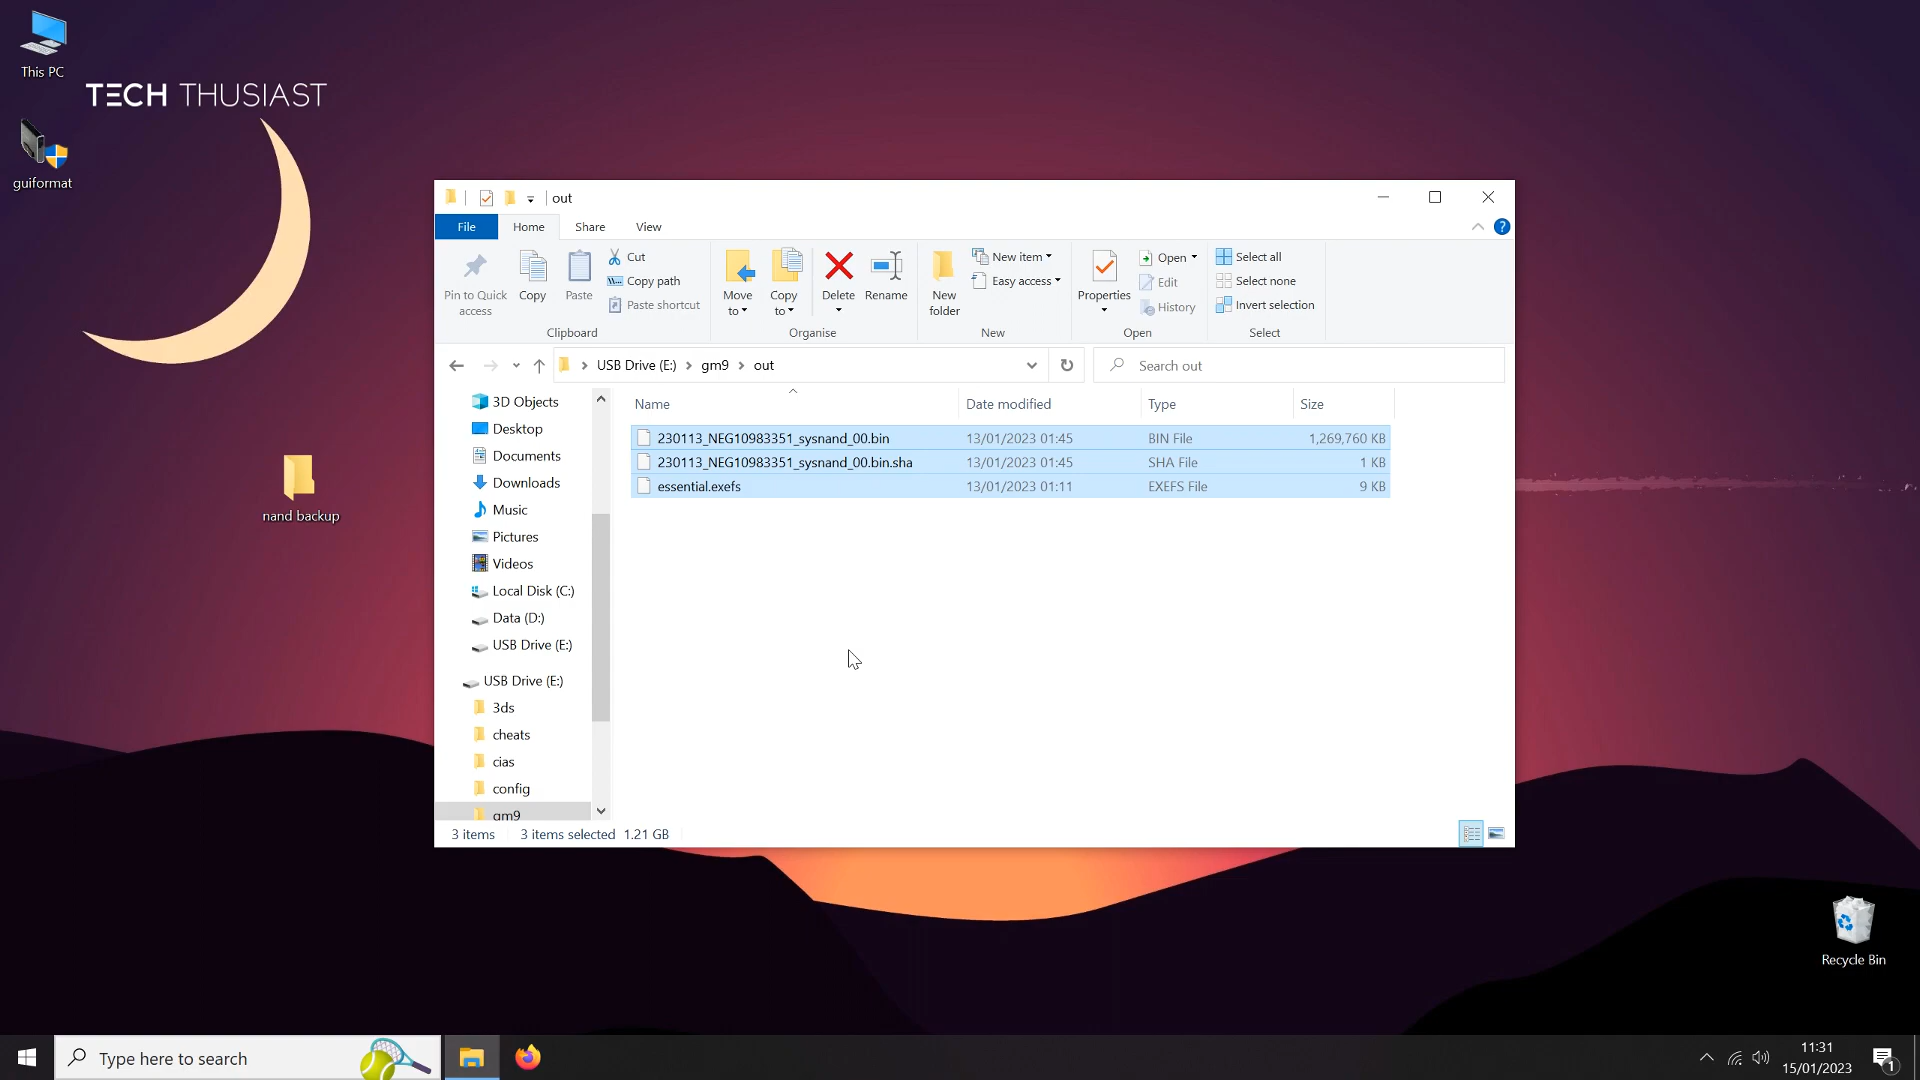 This PC
TECH THUSIAST
guiformat
nand backup
out
File
Home
Share
View
Pin to Quick access
Copy
Paste
Cut
Copy path
Paste shortcut
Clipboard
Move to
Copy to
Delete
Rename
Organise
New folder
New item
Easy access
New
Properties
Open
Edit
History
Open
Select all
Select none
Invert selection
Select
USB Drive (E:) > gm9 > out
Search out
3D Objects
Desktop
Documents
Downloads
Music
Pictures
Videos
Local Disk (C:)
Data (D:)
USB Drive (E:)
USB Drive (E:)
3ds
cheats
cias
config
gm9
Name Date modified Type Size
230113_NEG10983351_sysnand_00.bin 13/01/2023 01:45 BIN File 1,269,760 KB
230113_NEG10983351_sysnand_00.bin.sha 13/01/2023 01:45 SHA File 1 KB
essential.exefs 13/01/2023 01:11 EXEFS File 9 KB
3 items 3 items selected 1.21 GB
Recycle Bin
Type here to search
11:31
15/01/2023
1